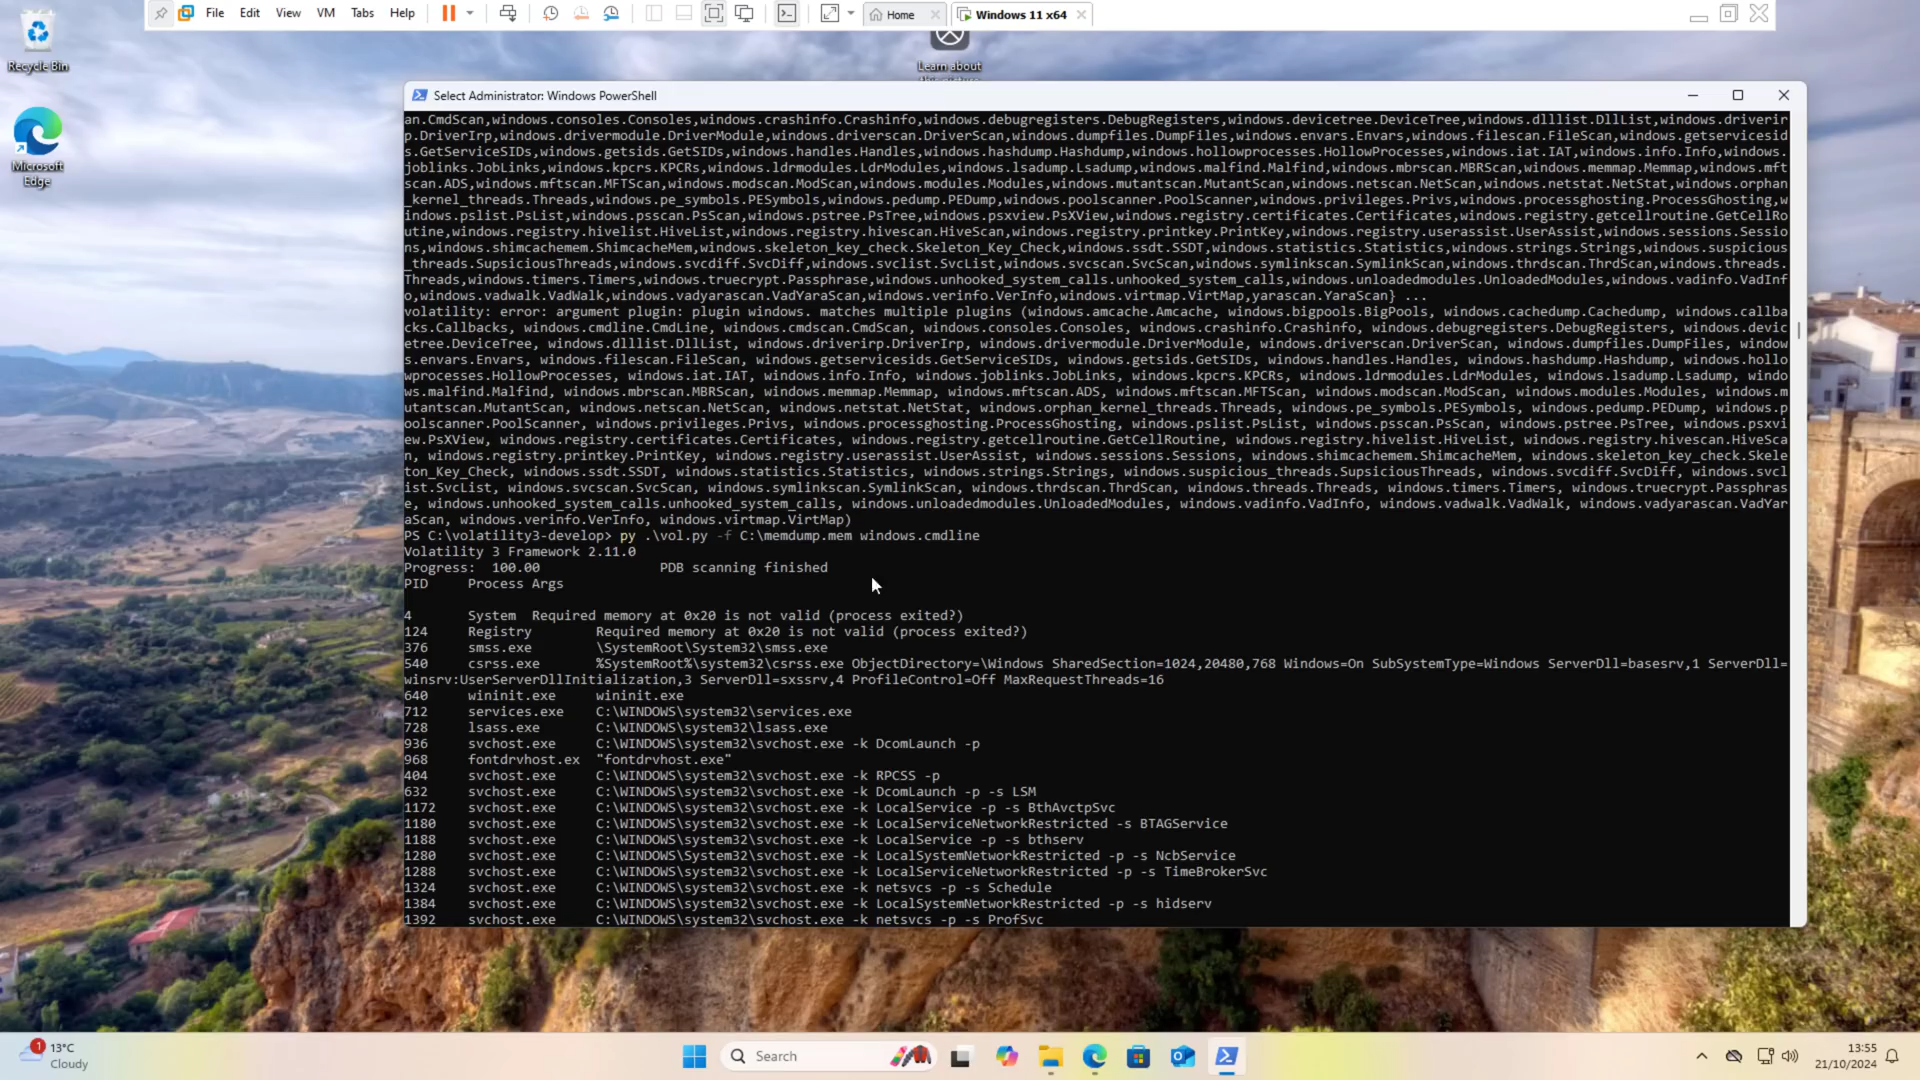 File Edit View VM Tabs Help
Home
Windows 11 x64
Recycle Bin
Learn about
Microsoft
Edge
Select Administrator: Windows PowerShell
an.CmdScan,windows.consoles.Consoles,windows.crashinfo.Crashinfo,windows.debugregisters.DebugRegisters,windows.devicetree.DeviceTree,windows.dlllist.DllList,windows.driverir
p.DriverIrp,windows.drivermodule.DriverModule,windows.driverscan.DriverScan,windows.dumpfiles.DumpFiles,windows.envars.Envars,windows.filescan.FileScan,windows.getservicesid
s.GetServiceSIDs,windows.getsids.GetSIDs,windows.handles.Handles,windows.hashdump.Hashdump,windows.hollowprocesses.HollowProcesses,windows.iat.IAT,windows.info.Info,windows.
joblinks.JobLinks,windows.kpcrs.KPCRs,windows.ldrmodules.LdrModules,windows.lsadump.Lsadump,windows.malfind.Malfind,windows.mbrscan.MBRScan,windows.memmap.Memmap,windows.mft
scan.ADS,windows.mftscan.MFTScan,windows.modscan.ModScan,windows.modules.Modules,windows.mutantscan.MutantScan,windows.netscan.NetScan,windows.netstat.NetStat,windows.orphan
_kernel_threads.Threads,windows.pe_symbols.PESymbols,windows.pedump.PEDump,windows.poolscanner.PoolScanner,windows.privileges.Privs,windows.processghosting.ProcessGhosting,w
indows.pslist.PsList,windows.psscan.PsScan,windows.pstree.PsTree,windows.psxview.PsXView,windows.registry.certificates.Certificates,windows.registry.getcellroutine.GetCellRo
utine,windows.registry.hivelist.HiveList,windows.registry.hivescan.HiveScan,windows.registry.printkey.PrintKey,windows.registry.userassist.UserAssist,windows.sessions.Sessio
ns,windows.shimcachemem.ShimcacheMem,windows.skeleton_key_check.Skeleton_Key_Check,windows.ssdt.SSDT,windows.statistics.Statistics,windows.strings.Strings,windows.suspicious
_threads.SupsiciousThreads,windows.svcdiff.SvcDiff,windows.svclist.SvcList,windows.svcscan.SvcScan,windows.symlinkscan.SymlinkScan,windows.thrdscan.ThrdScan,windows.threads.
Threads,windows.timers.Timers,windows.truecrypt.Passphrase,windows.unhooked_system_calls.unhooked_system_calls,windows.unloadedmodules.UnloadedModules,windows.vadinfo.VadInf
o,windows.vadwalk.VadWalk,windows.vadyarascan.VadYaraScan,windows.verinfo.VerInfo,windows.virtmap.VirtMap,yarascan.YaraScan} ...
volatility: error: argument plugin: plugin windows. matches multiple plugins (windows.amcache.Amcache, windows.bigpools.BigPools, windows.cachedump.Cachedump, windows.callba
cks.Callbacks, windows.cmdline.CmdLine, windows.cmdscan.CmdScan, windows.consoles.Consoles, windows.crashinfo.Crashinfo, windows.debugregisters.DebugRegisters, windows.devic
etree.DeviceTree, windows.dlllist.DllList, windows.driverirp.DriverIrp, windows.drivermodule.DriverModule, windows.driverscan.DriverScan, windows.dumpfiles.DumpFiles, window
s.envars.Envars, windows.filescan.FileScan, windows.getservicesids.GetServiceSIDs, windows.getsids.GetSIDs, windows.handles.Handles, windows.hashdump.Hashdump, windows.hollo
wprocesses.HollowProcesses, windows.iat.IAT, windows.info.Info, windows.joblinks.JobLinks, windows.kpcrs.KPCRs, windows.ldrmodules.LdrModules, windows.lsadump.Lsadump, window
s.malfind.Malfind, windows.mbrscan.MBRScan, windows.memmap.Memmap, windows.mftscan.ADS, windows.mftscan.MFTScan, windows.modscan.ModScan, windows.modules.Modules, windows.m
utantscan.MutantScan, windows.netscan.NetScan, windows.netstat.NetStat, windows.orphan_kernel_threads.Threads, windows.pe_symbols.PESymbols, windows.pedump.PEDump, windows.p
oolscanner.PoolScanner, windows.privileges.Privs, windows.processghosting.ProcessGhosting, windows.pslist.PsList, windows.psscan.PsScan, windows.pstree.PsTree, windows.psxvi
ew.PsXView, windows.registry.certificates.Certificates, windows.registry.getcellroutine.GetCellRoutine, windows.registry.hivelist.HiveList, windows.registry.hivescan.HiveSca
n, windows.registry.printkey.PrintKey, windows.registry.userassist.UserAssist, windows.sessions.Sessions, windows.shimcachemem.ShimcacheMem, windows.skeleton_key_check.Skele
ton_Key_Check, windows.ssdt.SSDT, windows.statistics.Statistics, windows.strings.Strings, windows.suspicious_threads.SupsiciousThreads, windows.svcdiff.SvcDiff, windows.svcl
ist.SvcList, windows.svcscan.SvcScan, windows.symlinkscan.SymlinkScan, windows.thrdscan.ThrdScan, windows.threads.Threads, windows.timers.Timers, windows.truecrypt.Passphras
e, windows.unhooked_system_calls.unhooked_system_calls, windows.unloadedmodules.UnloadedModules, windows.vadinfo.VadInfo, windows.vadwalk.VadWalk, windows.vadyarascan.VadYar
aScan, windows.verinfo.VerInfo, windows.virtmap.VirtMap)
PS C:\volatility3-develop> py .\vol.py -f C:\memdump.mem windows.cmdline
Volatility 3 Framework 2.11.0
Progress: 100.00 PDB scanning finished
PID Process Args
4 System Required memory at 0x20 is not valid (process exited?)
124 Registry Required memory at 0x20 is not valid (process exited?)
376 smss.exe \SystemRoot\System32\smss.exe
540 csrss.exe %SystemRoot%\system32\csrss.exe ObjectDirectory=\Windows SharedSection=1024,20480,768 Windows=On SubSystemType=Windows ServerDll=basesrv,1 ServerDll=
winsrv:UserServerDllInitialization,3 ServerDll=sxssrv,4 ProfileControl=Off MaxRequestThreads=16
640 wininit.exe wininit.exe
712 services.exe C:\WINDOWS\system32\services.exe
728 lsass.exe C:\WINDOWS\system32\lsass.exe
936 svchost.exe C:\WINDOWS\system32\svchost.exe -k DcomLaunch -p
968 fontdrvhost.ex "fontdrvhost.exe"
404 svchost.exe C:\WINDOWS\system32\svchost.exe -k RPCSS -p
632 svchost.exe C:\WINDOWS\system32\svchost.exe -k DcomLaunch -p -s LSM
1172 svchost.exe C:\WINDOWS\system32\svchost.exe -k LocalService -p -s BthAvctpSvc
1180 svchost.exe C:\WINDOWS\system32\svchost.exe -k LocalServiceNetworkRestricted -s BTAGService
1188 svchost.exe C:\WINDOWS\system32\svchost.exe -k LocalService -p -s bthserv
1280 svchost.exe C:\WINDOWS\system32\svchost.exe -k LocalSystemNetworkRestricted -p -s NcbService
1288 svchost.exe C:\WINDOWS\system32\svchost.exe -k LocalServiceNetworkRestricted -p -s TimeBrokerSvc
1324 svchost.exe C:\WINDOWS\system32\svchost.exe -k netsvcs -p -s Schedule
1384 svchost.exe C:\WINDOWS\system32\svchost.exe -k LocalSystemNetworkRestricted -p -s hidserv
1392 svchost.exe C:\WINDOWS\system32\svchost.exe -k netsvcs -p -s ProfSvc
1
13°C
Cloudy
Search
13:55
21/10/2024